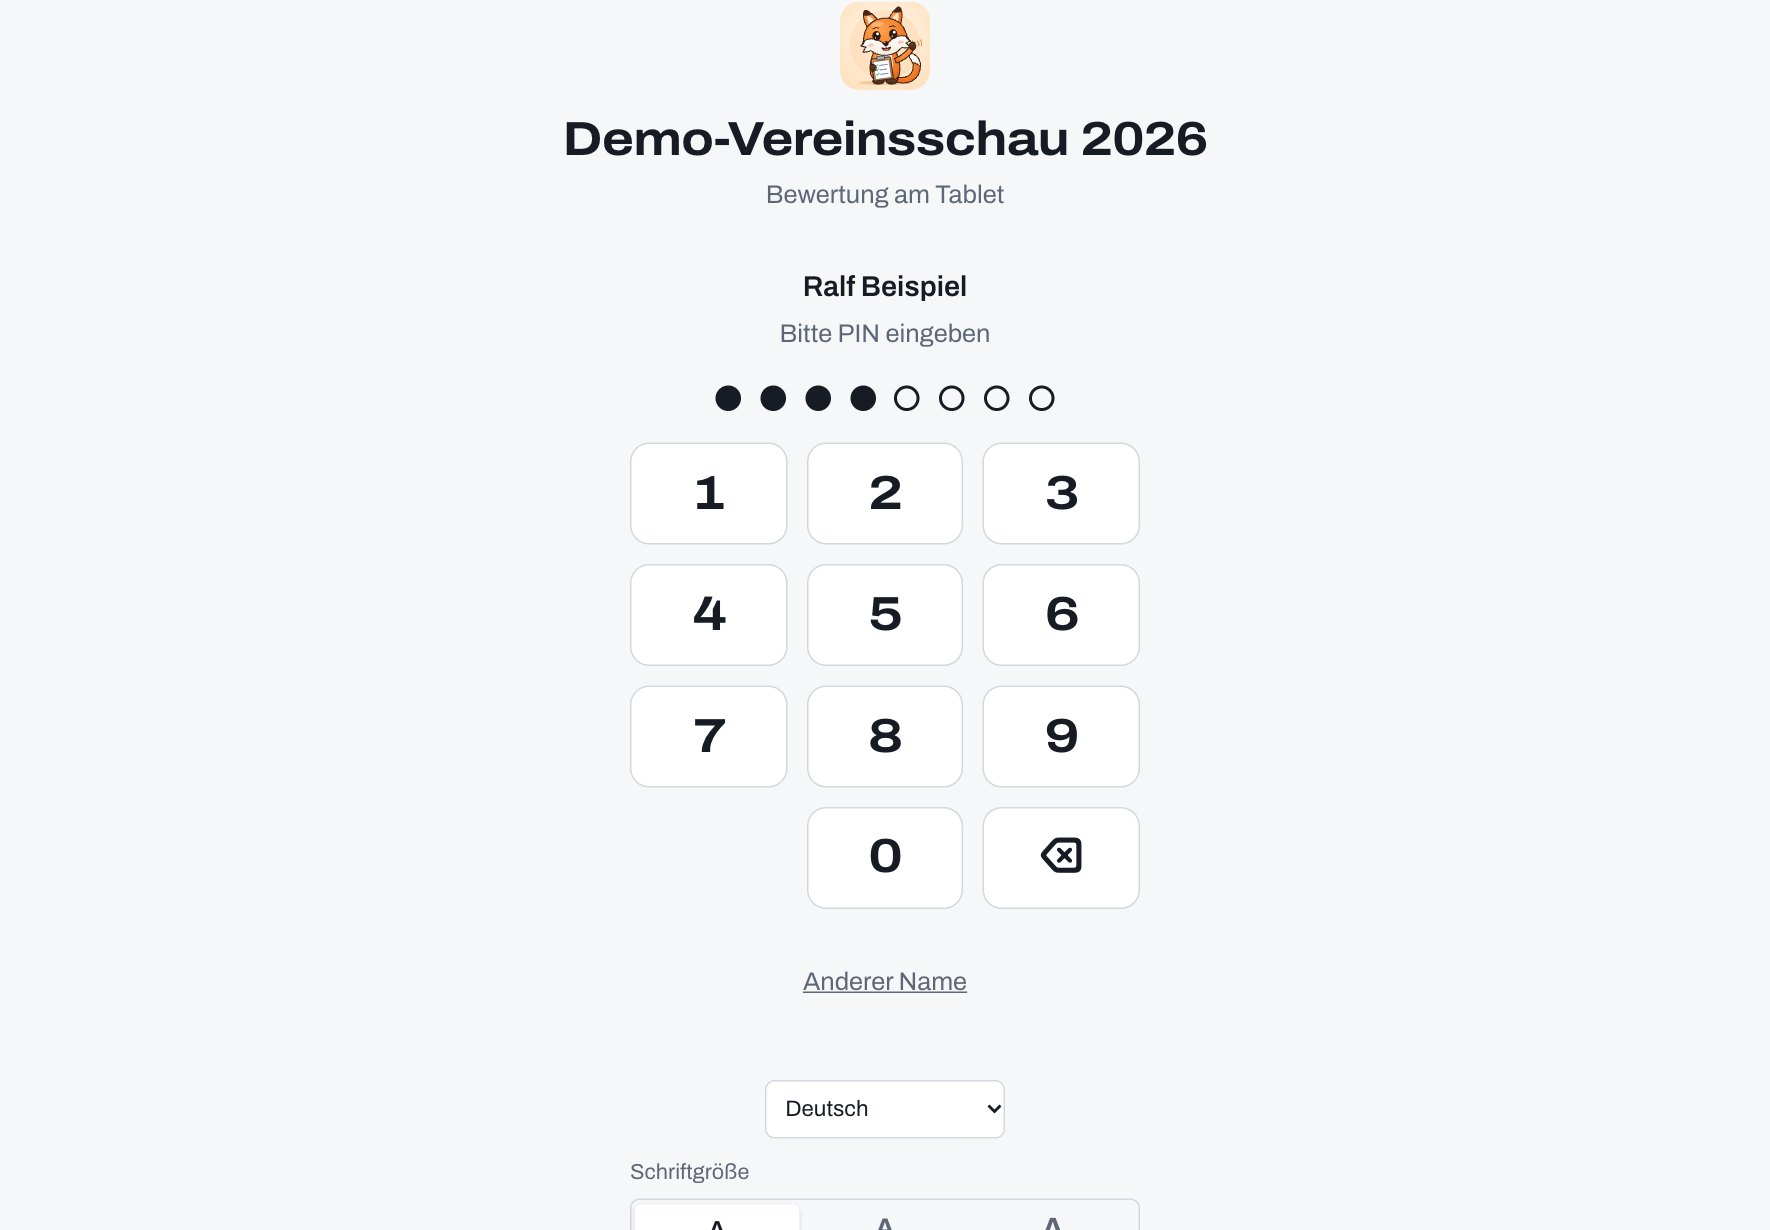 Demo-Vereinsschau 2026
Bewertung am Tablet
Ralf Beispiel
Bitte PIN eingeben
1 2 3
4 5 6
7 8 9
0
Anderer Name
Deutsch
Schriftgröße
A A A